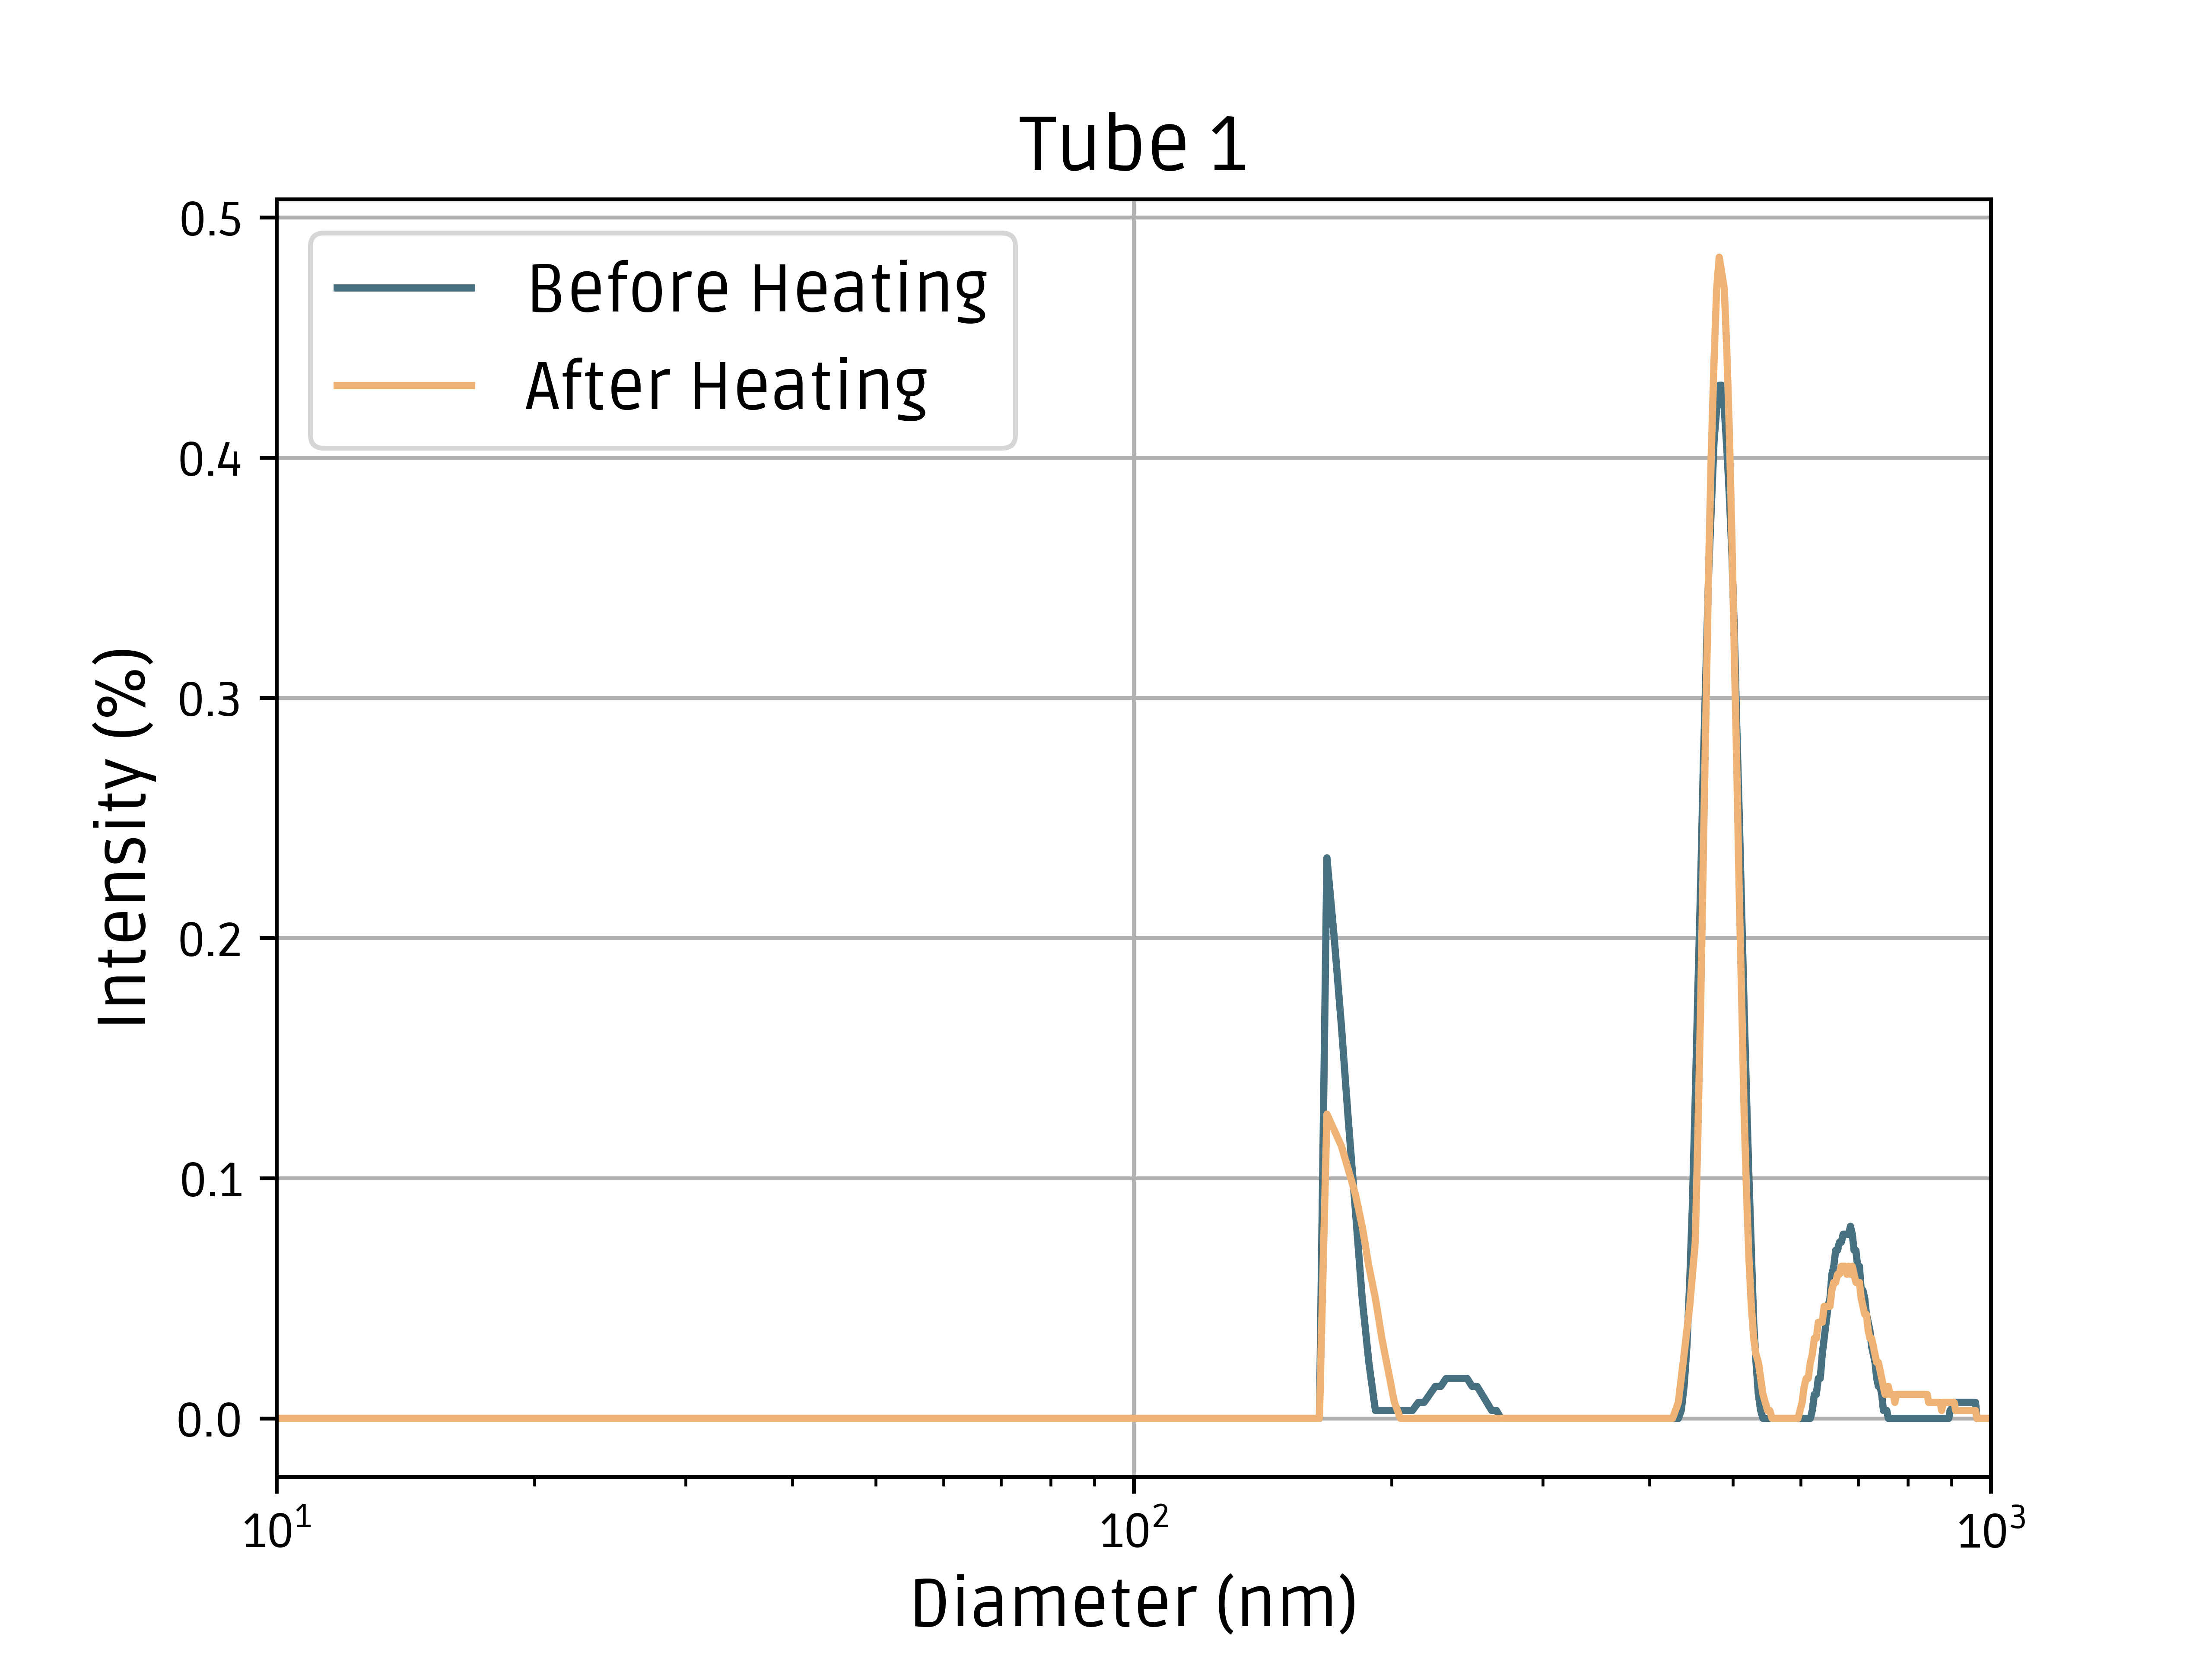 Tube 1
0.5
Before Heating
After Heating
0.4
0.3
Intensity (%)
0.2
0.1
0.0
10¹ 10² 10³
Diameter (nm)